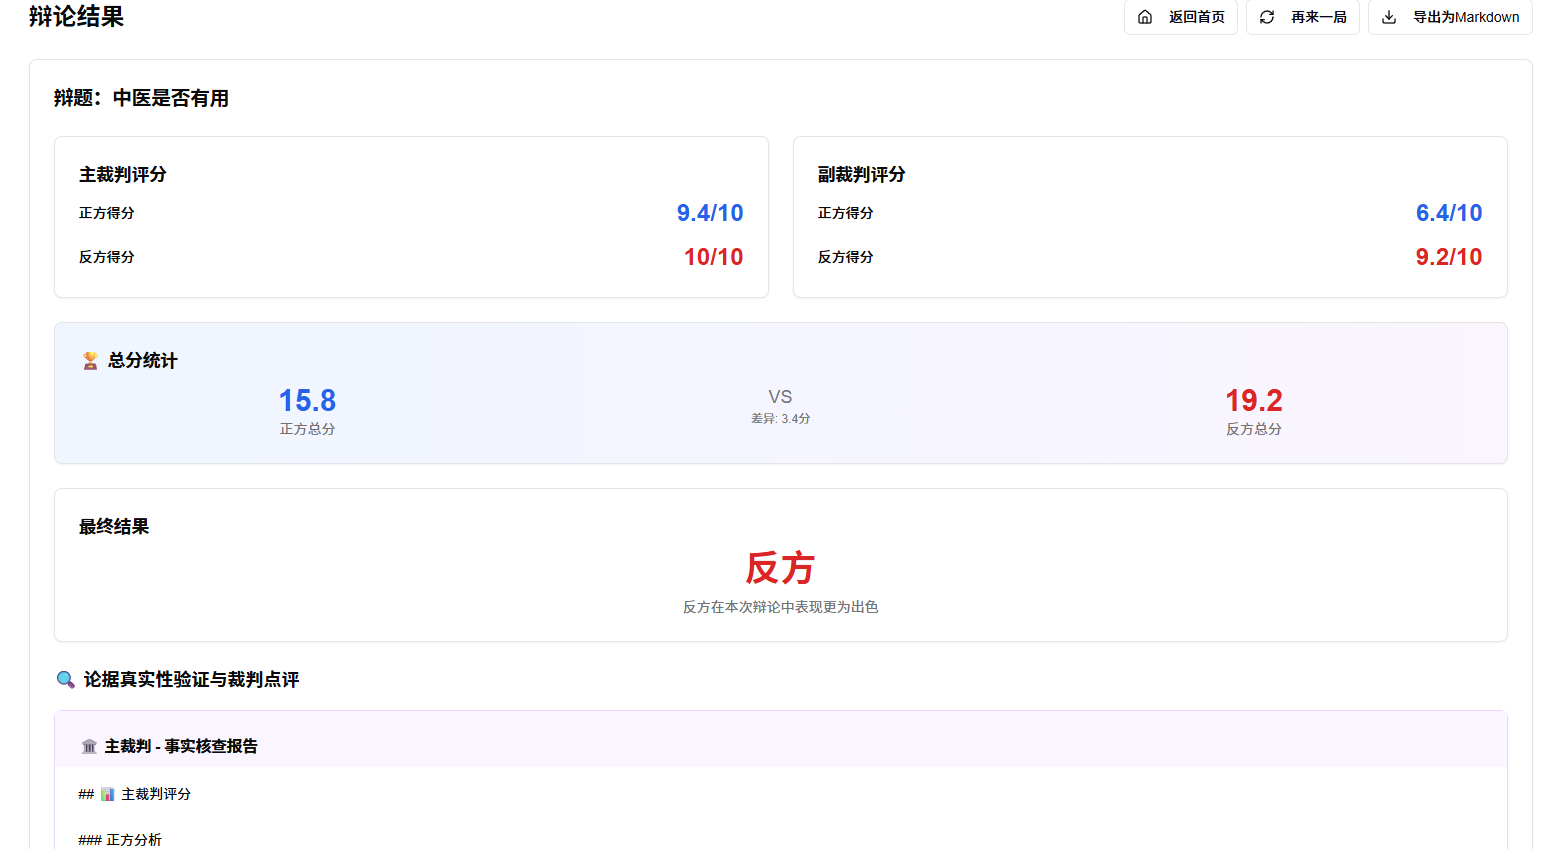 辩论结果
返回首页
再来一局
导出为Markdown
辩题：中医是否有用
主裁判评分
正方得分
9.4/10
反方得分
10/10
副裁判评分
正方得分
6.4/10
反方得分
9.2/10
🏆 总分统计
15.8
正方总分
VS
差异: 3.4分
19.2
反方总分
最终结果
反方
反方在本次辩论中表现更为出色
🔍 论据真实性验证与裁判点评
🏛️ 主裁判 - 事实核查报告
## 📊 主裁判评分
### 正方分析